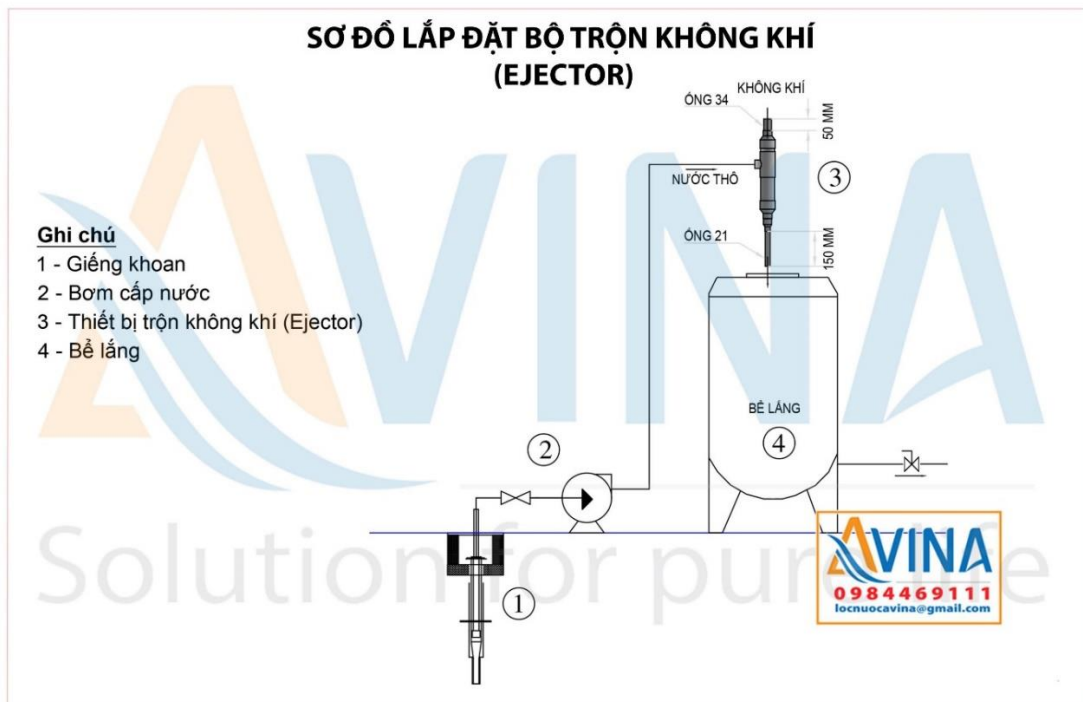 SƠ ĐỒ LẮP ĐẶT BỘ TRỘN KHÔNG KHÍ
(EJECTOR)
KHÔNG KHÍ
ỐNG 34
50 MM
NƯỚC THÔ
3
ỐNG 21
150 MM
Ghi chú
1 - Giếng khoan
2 - Bơm cấp nước
3 - Thiết bị trộn không khí (Ejector)
4 - Bể lắng
AVINA
BỂ LẮNG
4
2
1
Solution for pure life
AVINA
0984469111
locnuocavina@gmail.com